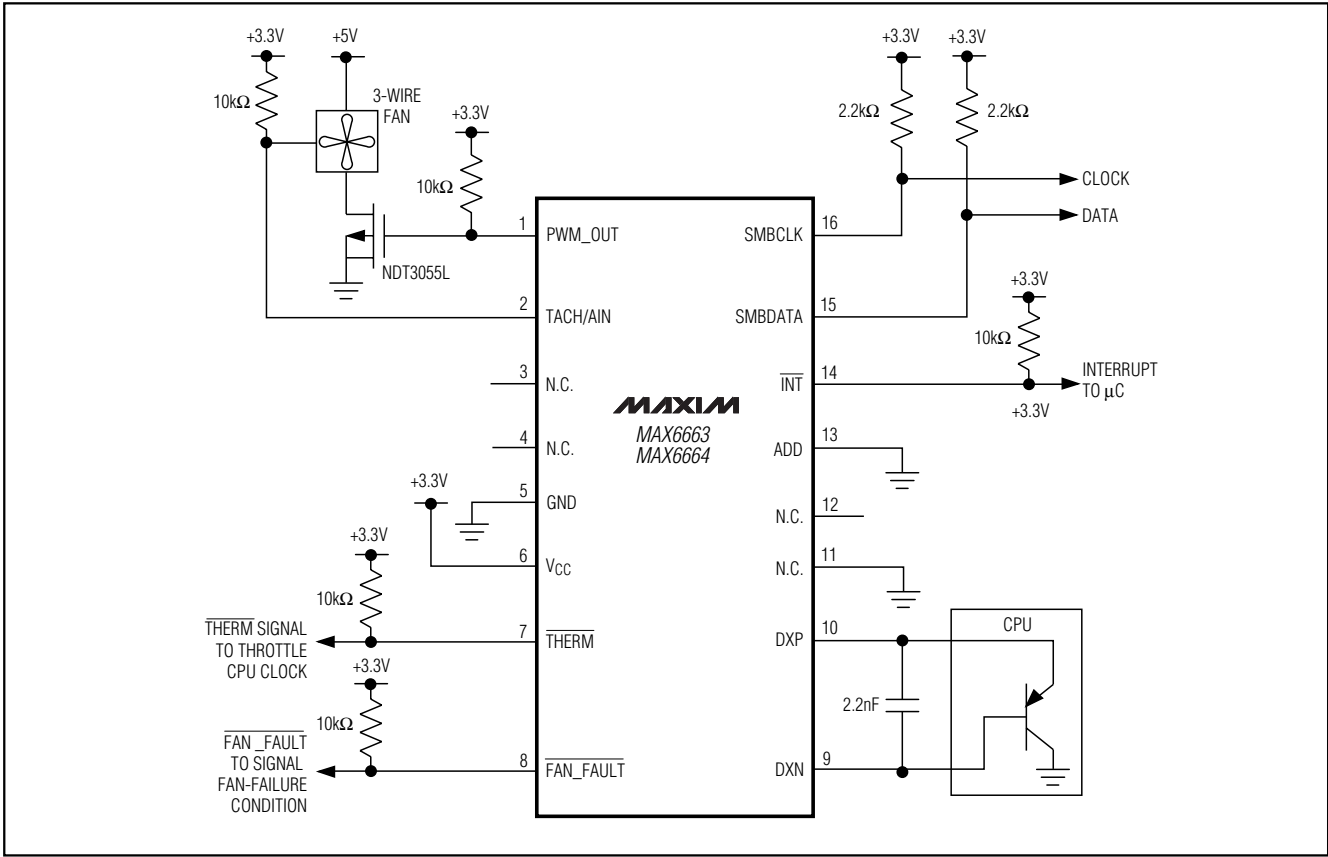 +3.3V
+5V
10kΩ
3-WIRE
FAN
+3.3V
10kΩ
NDT3055L
+3.3V
+3.3V
2.2kΩ
2.2kΩ
CLOCK
DATA
+3.3V
10kΩ
INTERRUPT
TO μC
+3.3V
1
PWM_OUT
2
TACH/AIN
3
N.C.
4
N.C.
5
GND
6
VCC
7
THERM
8
FAN_FAULT
MAXIM
MAX6663
MAX6664
SMBCLK
16
SMBDATA
15
INT
14
ADD
13
N.C.
12
N.C.
11
DXP
10
DXN
9
+3.3V
+3.3V
10kΩ
THERM SIGNAL
TO THROTTLE
CPU CLOCK
+3.3V
10kΩ
FAN _FAULT
TO SIGNAL
FAN-FAILURE
CONDITION
2.2nF
CPU